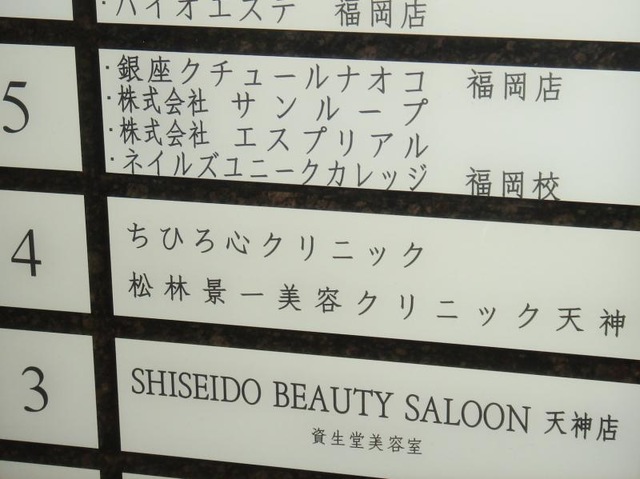 ・バイオエステ 福岡店
5
・銀座クチュールナオコ 福岡店
・株式会社 サンループ
・株式会社 エスプリアル
・ネイルズユニークカレッジ 福岡校
4
ちひろ心クリニック
松林景一美容クリニック天神
3
SHISEIDO BEAUTY SALOON 天神店
資生堂美容室